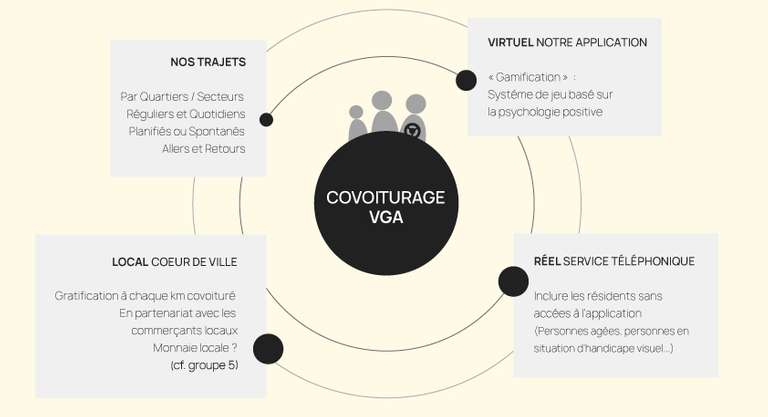 NOS TRAJETS
Par Quartiers / Secteurs
Réguliers et Quotidiens
Planifiés ou Spontanés
Allers et Retours
VIRTUEL NOTRE APPLICATION
« Gamification » :
Systéme de jeu basé sur
la psychologie positive
COVOITURAGE
VGA
LOCAL COEUR DE VILLE
Gratification à chaque km covoituré
En partenariat avec les
commerçants locaux
Monnaie locale ?
(cf. groupe 5)
RÉEL SERVICE TÉLÉPHONIQUE
Inclure les résidents sans
accées à l'application
(Personnes agées, personnes en
situation d'handicape visuel...)